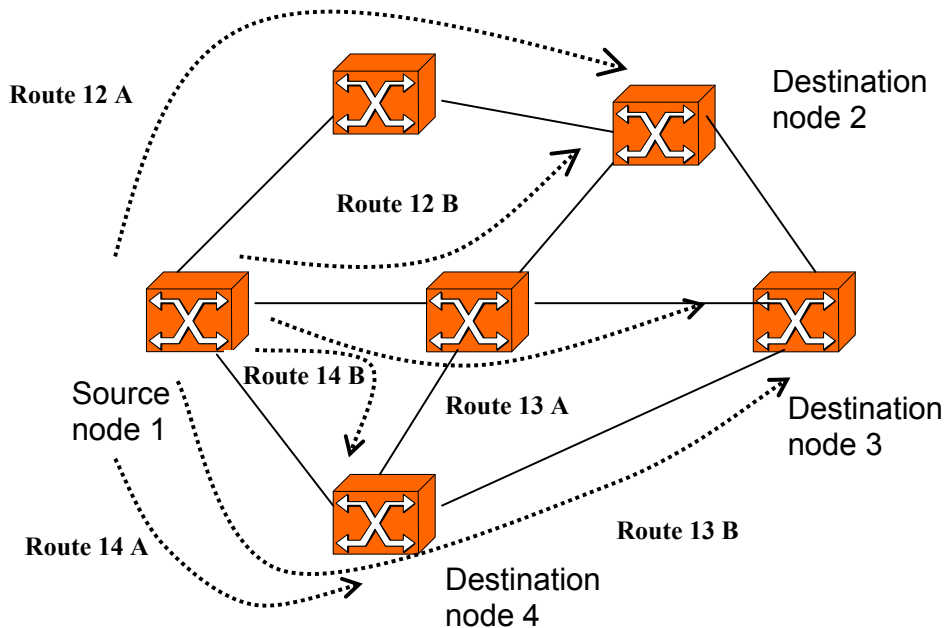 Route 12 A
Destination
node 2
Route 12 B
Source
node 1
Route 14 B
Route 13 A
Destination
node 3
Route 14 A
Route 13 B
Destination
node 4